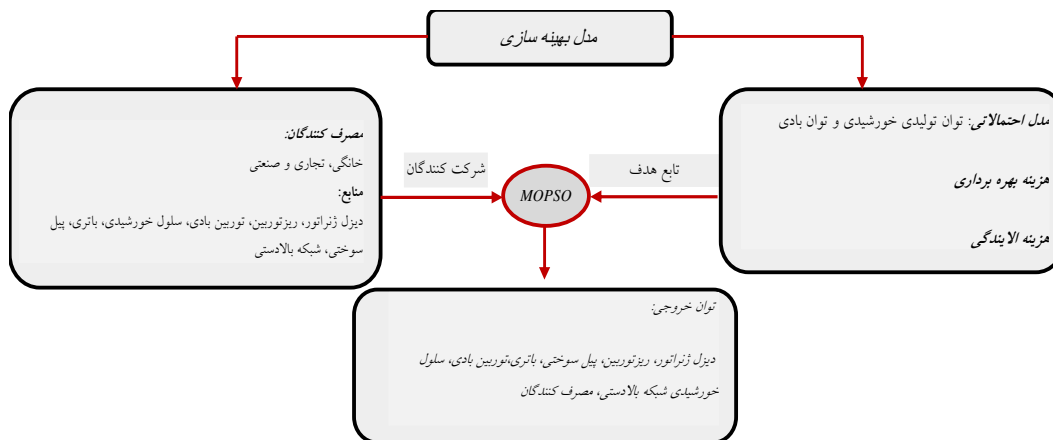 مدل بهینه سازی
مدل احتمالاتی: توان تولیدی خورشیدی و توان بادی
هزینه بهره برداری
هزینه الایندگی
تابع هدف
MOPSO
شرکت کنندگان
مصرف کنندگان:
خانگی، تجاری و صنعتی
منابع:
دیزل ژنراتور، ریزتوربین، توربین بادی، سلول خورشیدی، باتری، پیل
سوختی، شبکه بالادستی
توان خروجی:
دیزل ژنراتور، ریزتوربین، پیل سوختی، باتری،توربین بادی، سلول
خورشیدی شبکه بالادستی، مصرف کنندگان